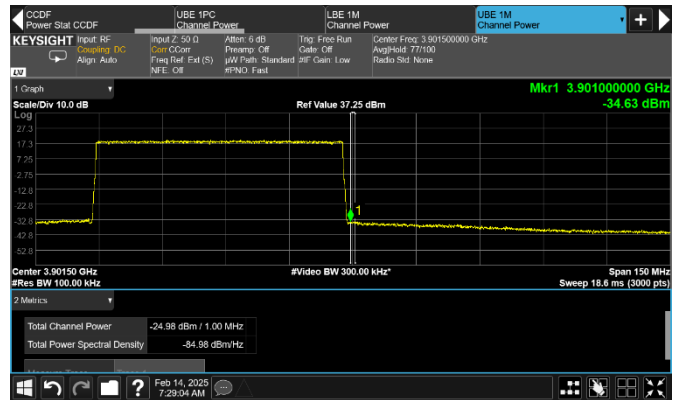 CCDF
Power Stat CCDF
UBE 1PC
Channel Power
LBE 1M
Channel Power
UBE 1M
Channel Power
KEYSIGHT
Input: RF
Coupling: DC
Align: Auto
Input Z: 50 Ω
Corr CCorr
Freq Ref: Ext (S)
NFE: Off
Atten: 6 dB
Preamp: Off
µW Path: Standard
#PNO: Fast
Trig: Free Run
Gate: Off
#IF Gain: Low
Center Freq: 3.901500000 GHz
Avg|Hold: 77/100
Radio Std: None
LXI
1 Graph
Mkr1 3.901000000 GHz
Scale/Div 10.0 dB
Ref Value 37.25 dBm
-34.63 dBm
Log
27.3
17.3
7.25
-2.75
-12.8
-22.8
-32.8
-42.8
-52.8
1
Center 3.90150 GHz
#Video BW 300.00 kHz*
Span 150 MHz
#Res BW 100.00 kHz
Sweep 18.6 ms (3000 pts)
2 Metrics
Total Channel Power
-24.98 dBm / 1.00 MHz
Total Power Spectral Density
-84.98 dBm/Hz
Feb 14, 2025
7:29:04 AM